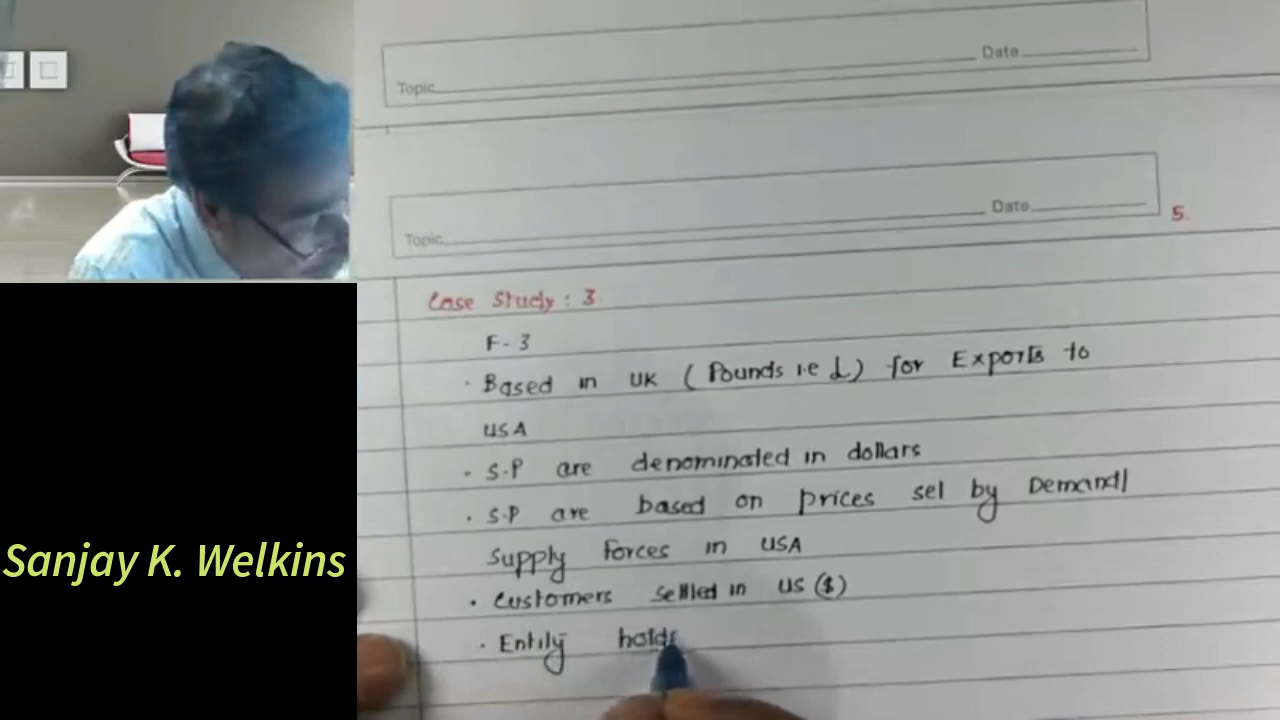 Topic Date
Topic Date
5.
Case Study : 3.
F-3
· Based in UK ( Pounds i.e £) for Exports to
USA
· S.P are denominated in dollars
· S.P are based on prices set by Demand/
Supply forces in USA
· Customers settled in US ($)
· Entity holds
Sanjay K. Welkins